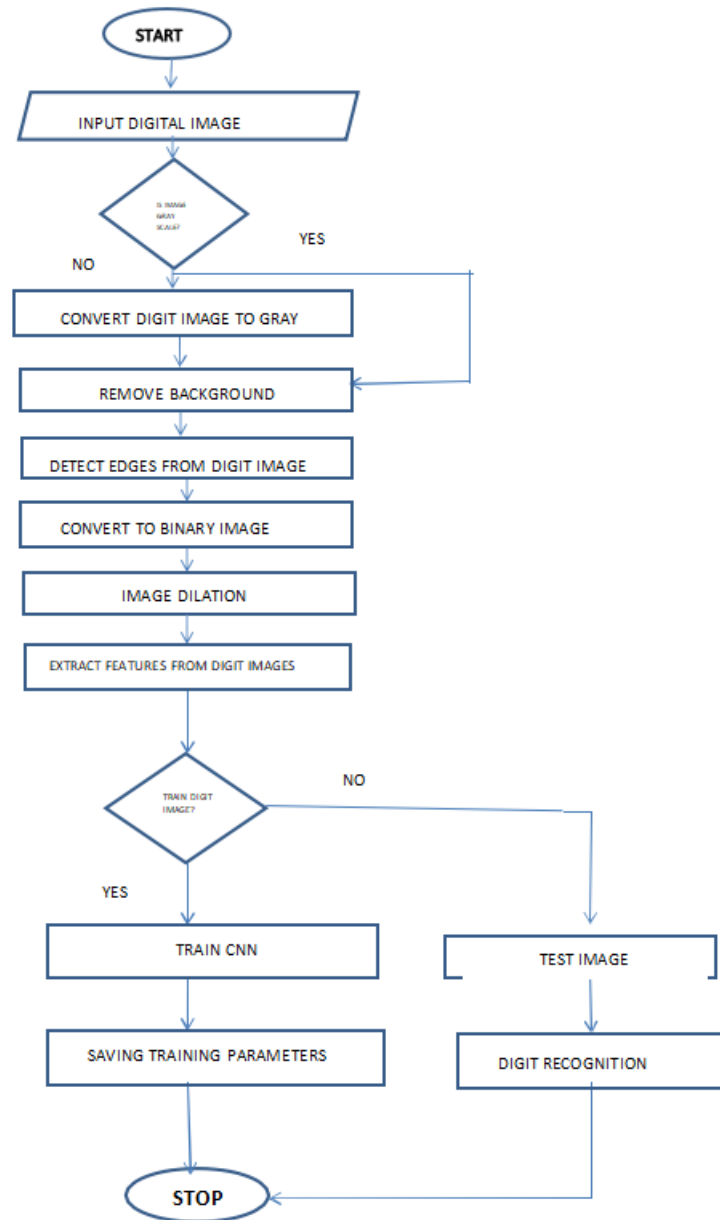 START
INPUT DIGITAL IMAGE
IS IMAGE
GRAY
SCALE?
YES
NO
CONVERT DIGIT IMAGE TO GRAY
REMOVE BACKGROUND
DETECT EDGES FROM DIGIT IMAGE
CONVERT TO BINARY IMAGE
IMAGE DILATION
EXTRACT FEATURES FROM DIGIT IMAGES
TRAIN DIGIT
IMAGE?
NO
YES
TRAIN CNN
TEST IMAGE
SAVING TRAINING PARAMETERS
DIGIT RECOGNITION
STOP